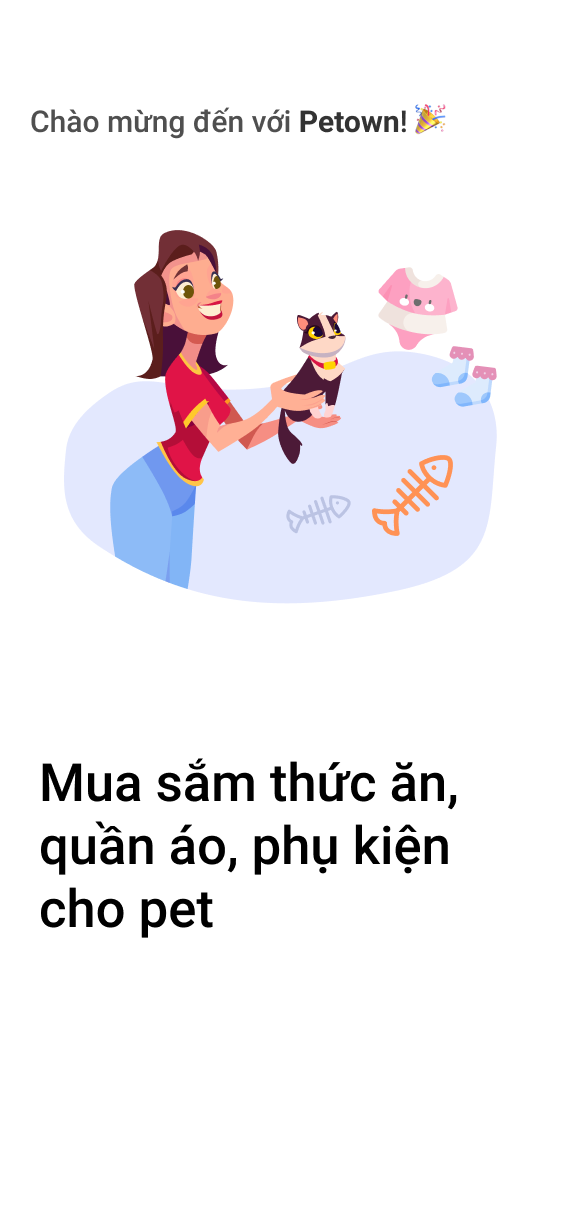 Chào mừng đến với Petown! 🎉
Mua sắm thức ăn,
quần áo, phụ kiện
cho pet